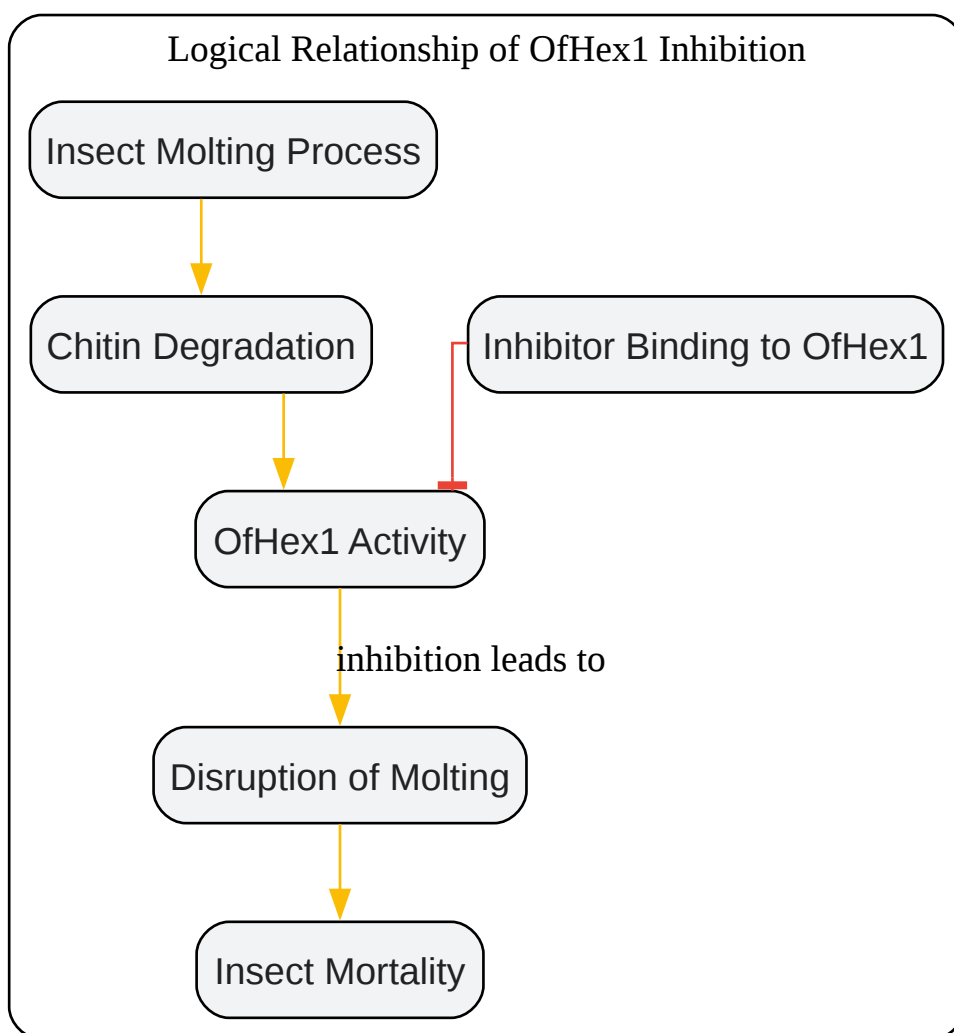 Logical Relationship of OfHex1 Inhibition
Insect Molting Process
Chitin Degradation
Inhibitor Binding to OfHex1
OfHex1 Activity
inhibition leads to
Disruption of Molting
Insect Mortality